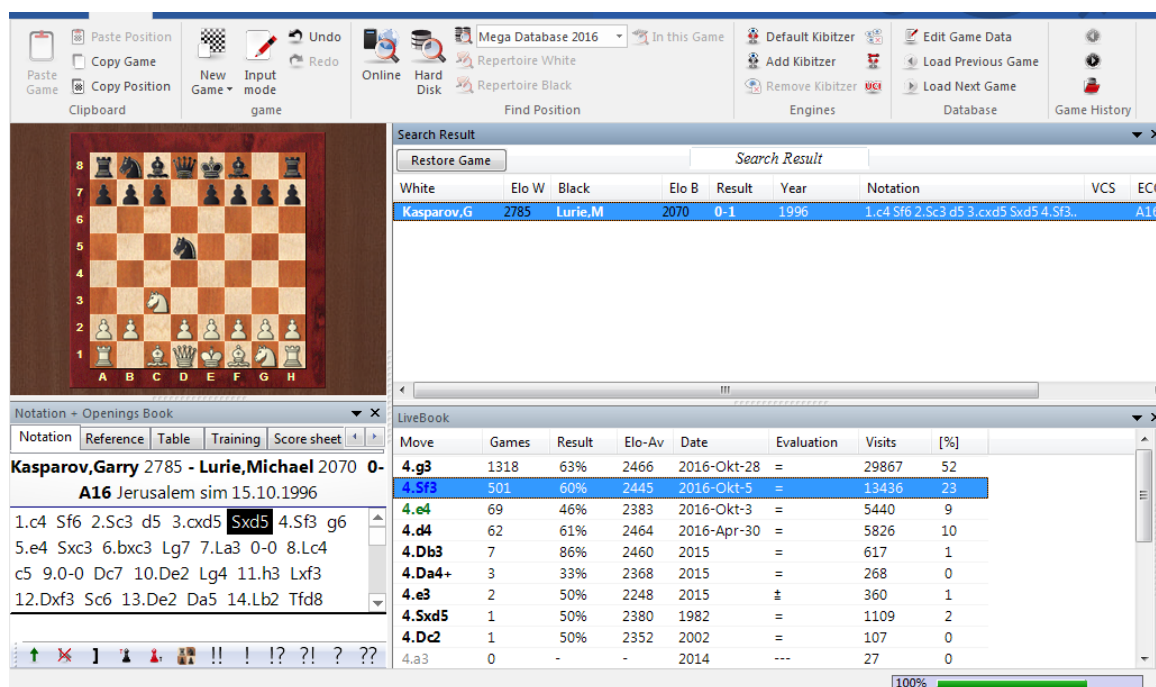 Paste Position
Copy Game
Copy Position
Paste Game
Clipboard
New Game
Input mode
Undo
Redo
game
Online
Hard Disk
Mega Database 2016
In this Game
Repertoire White
Repertoire Black
Find Position
Default Kibitzer
Add Kibitzer
Remove Kibitzer
UCI
Engines
Edit Game Data
Load Previous Game
Load Next Game
Database
Game History
8
7
6
5
4
3
2
1
A B C D E F G H
Search Result
Restore Game
Search Result
White Elo W Black Elo B Result Year Notation VCS ECO
Kasparov,G 2785 Lurie,M 2070 0-1 1996 1.c4 Sf6 2.Sc3 d5 3.cxd5 Sxd5 4.Sf3.. A16
Notation + Openings Book
Notation Reference Table Training Score sheet
Kasparov,Garry 2785 - Lurie,Michael 2070 0-
A16 Jerusalem sim 15.10.1996
1.c4 Sf6 2.Sc3 d5 3.cxd5 Sxd5 4.Sf3 g6
5.e4 Sxc3 6.bxc3 Lg7 7.La3 0-0 8.Lc4
c5 9.0-0 Dc7 10.De2 Lg4 11.h3 Lxf3
12.Dxf3 Sc6 13.De2 Da5 14.Lb2 Tfd8
] !! ! !? ?! ? ??
LiveBook
Move Games Result Elo-Av Date Evaluation Visits [%]
4.g3 1318 63% 2466 2016-Okt-28 = 29867 52
4.Sf3 501 60% 2445 2016-Okt-5 = 13436 23
4.e4 69 46% 2383 2016-Okt-3 = 5440 9
4.d4 62 61% 2464 2016-Apr-30 = 5826 10
4.Db3 7 86% 2460 2015 = 617 1
4.Da4+ 3 33% 2368 2015 = 268 0
4.e3 2 50% 2248 2015 ± 360 1
4.Sxd5 1 50% 2380 1982 = 1109 2
4.Dc2 1 50% 2352 2002 = 107 0
4.a3 0 - - 2014 --- 27 0
100%